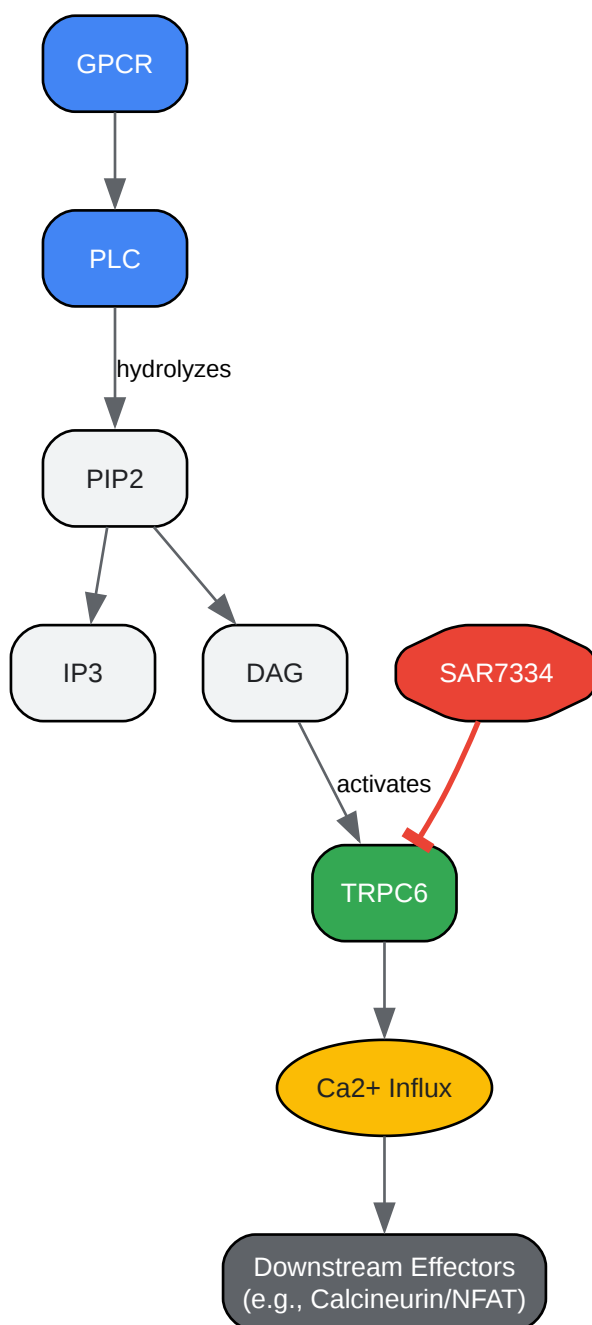 GPCR
PLC
hydrolyzes
PIP2
IP3
DAG
SAR7334
activates
TRPC6
Ca2+ Influx
Downstream Effectors
(e.g., Calcineurin/NFAT)